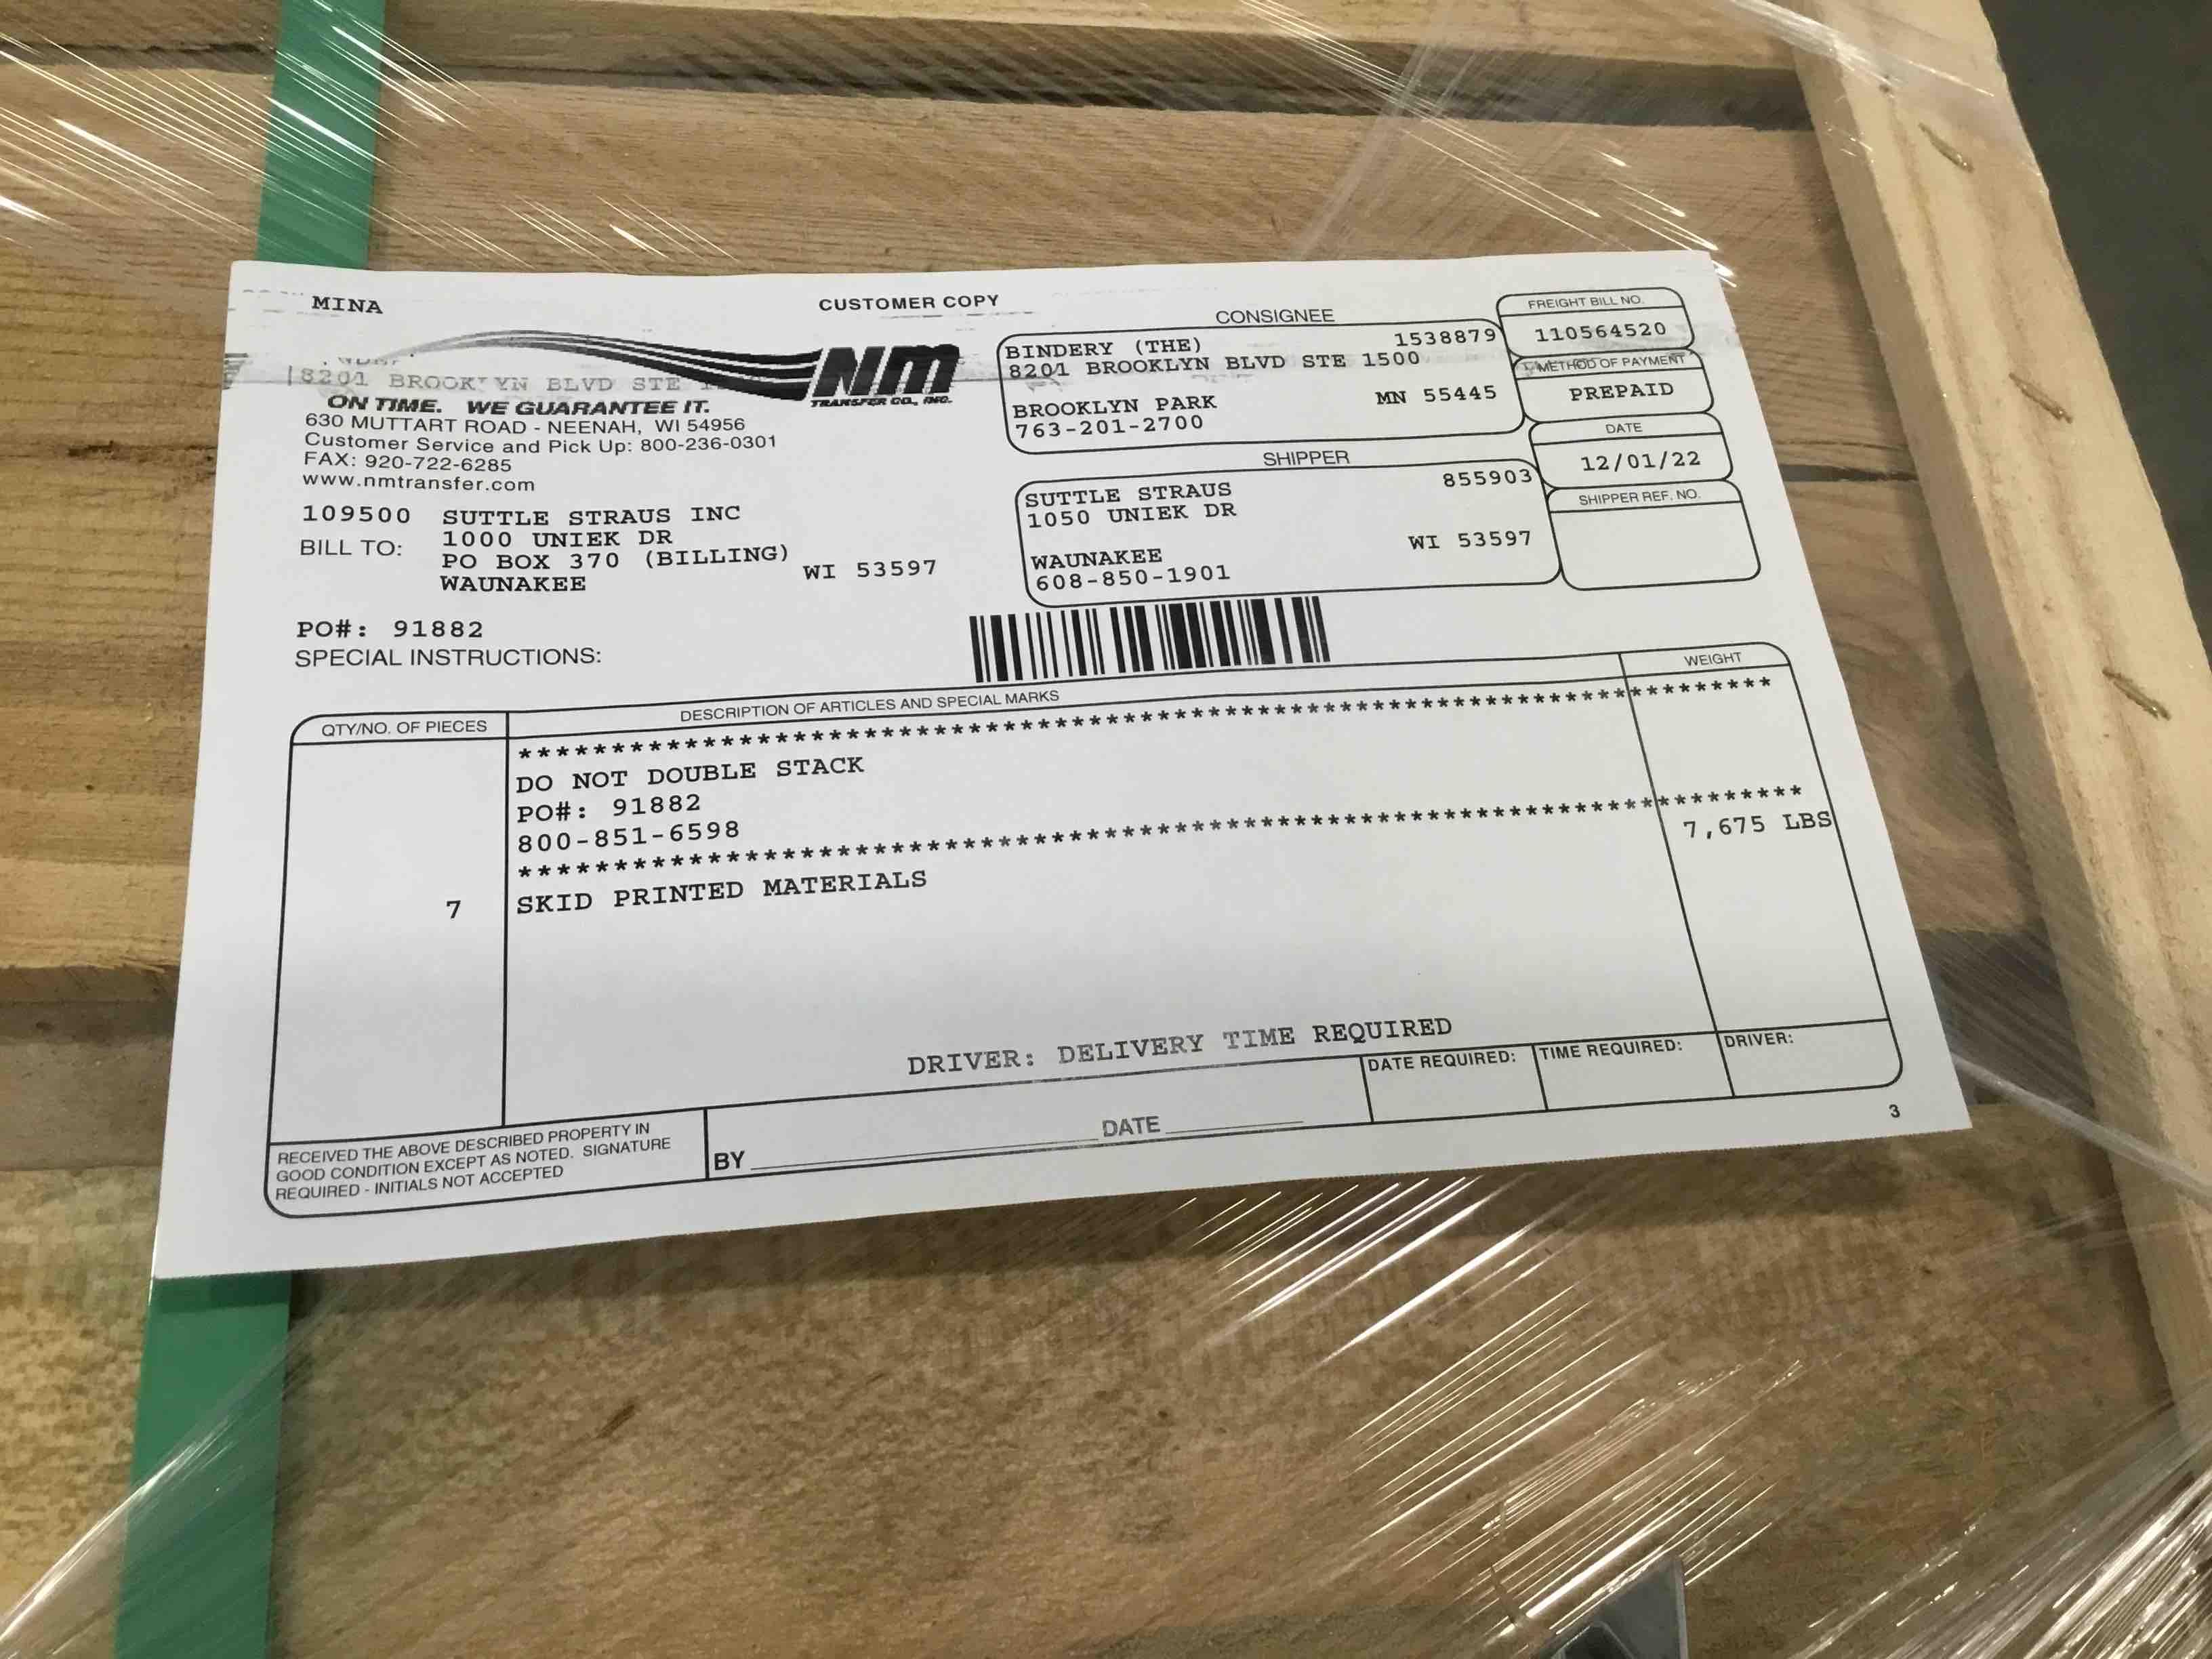 MINA
CUSTOMER COPY
NM
TRANSFER CO., INC.
8201 BROOKLYN BLVD STE
ON TIME. WE GUARANTEE IT.
630 MUTTART ROAD - NEENAH, WI 54956
Customer Service and Pick Up: 800-236-0301
FAX: 920-722-6285
www.nmtransfer.com
CONSIGNEE
BINDERY (THE) 1538879
8201 BROOKLYN BLVD STE 1500
BROOKLYN PARK MN 55445
763-201-2700
FREIGHT BILL NO.
110564520
METHOD OF PAYMENT
PREPAID
DATE
12/01/22
SHIPPER REF. NO.
SHIPPER
SUTTLE STRAUS 855903
1050 UNIEK DR
WAUNAKEE WI 53597
608-850-1901
109500 SUTTLE STRAUS INC
BILL TO: 1000 UNIEK DR
PO BOX 370 (BILLING)
WAUNAKEE WI 53597
PO#: 91882
SPECIAL INSTRUCTIONS:
QTY/NO. OF PIECES DESCRIPTION OF ARTICLES AND SPECIAL MARKS WEIGHT
**********************************************************************
DO NOT DOUBLE STACK
PO#: 91882
800-851-6598
**********************************************************************
7 SKID PRINTED MATERIALS 7,675 LBS
DRIVER: DELIVERY TIME REQUIRED
RECEIVED THE ABOVE DESCRIBED PROPERTY IN
GOOD CONDITION EXCEPT AS NOTED. SIGNATURE
REQUIRED - INITIALS NOT ACCEPTED
BY DATE
DATE REQUIRED: TIME REQUIRED: DRIVER:
3